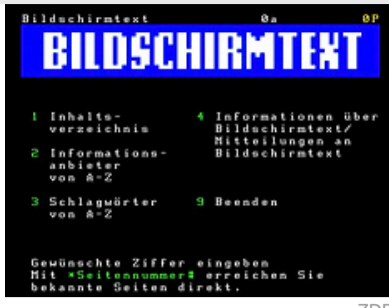 Bildschirmtext 0a 0P
BILDSCHIRMTEXT
1 Inhalts-
verzeichnis
2 Informations-
anbieter
von A-Z
3 Schlagwörter
von A-Z
4 Informationen über
Bildschirmtext/
Mitteilungen an
Bildschirmtext
9 Beenden
Gewünschte Ziffer eingeben
Mit *Seitennummer# erreichen Sie
bekannte Seiten direkt.